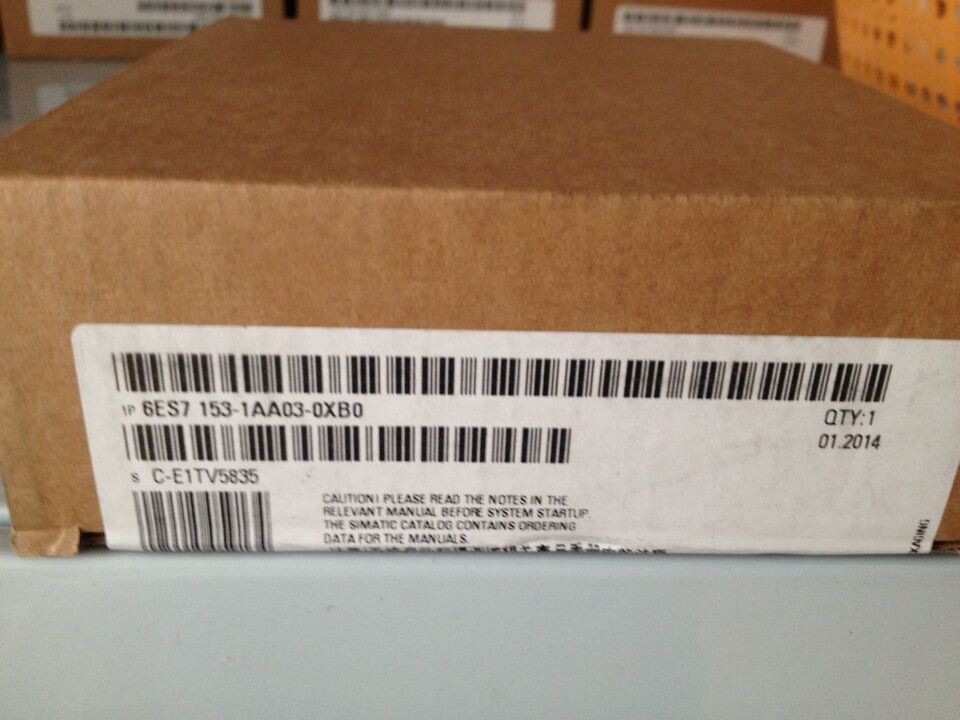 1P 6ES7 153-1AA03-0XB0
QTY:1
01.2014
S C-E1TV5835
CAUTION! PLEASE READ THE NOTES IN THE
RELEVANT MANUAL BEFORE SYSTEM STARTUP.
THE SIMATIC CATALOG CONTAINS ORDERING
DATA FOR THE MANUALS.